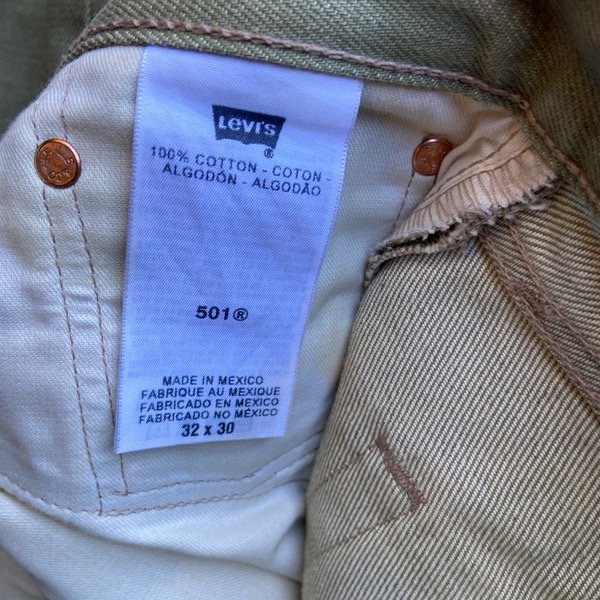 Levi's
®
100% COTTON - COTON -
ALGODÓN - ALGODÃO
501®
MADE IN MEXICO
FABRIQUE AU MEXIQUE
FABRICADO EN MEXICO
FABRICADO NO MÉXICO
32 x 30